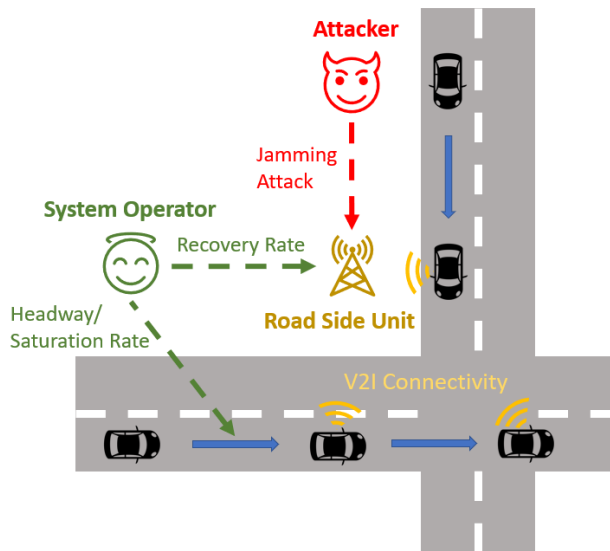 Attacker
Jamming
Attack
System Operator
Recovery Rate
Headway/
Saturation Rate
Road Side Unit
V2I Connectivity